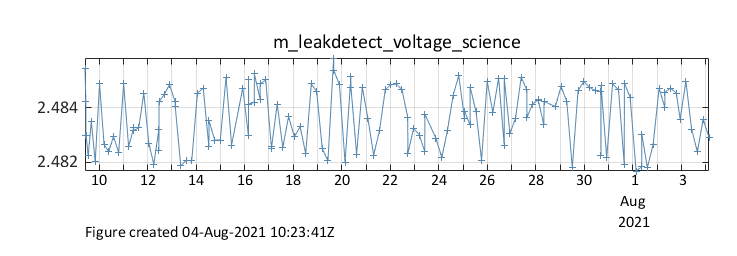 m_leakdetect_voltage_science
2.484
2.482
10 12 14 16 18 20 22 24 26 28 30 1 3
Aug
2021
Figure created 04-Aug-2021 10:23:41Z